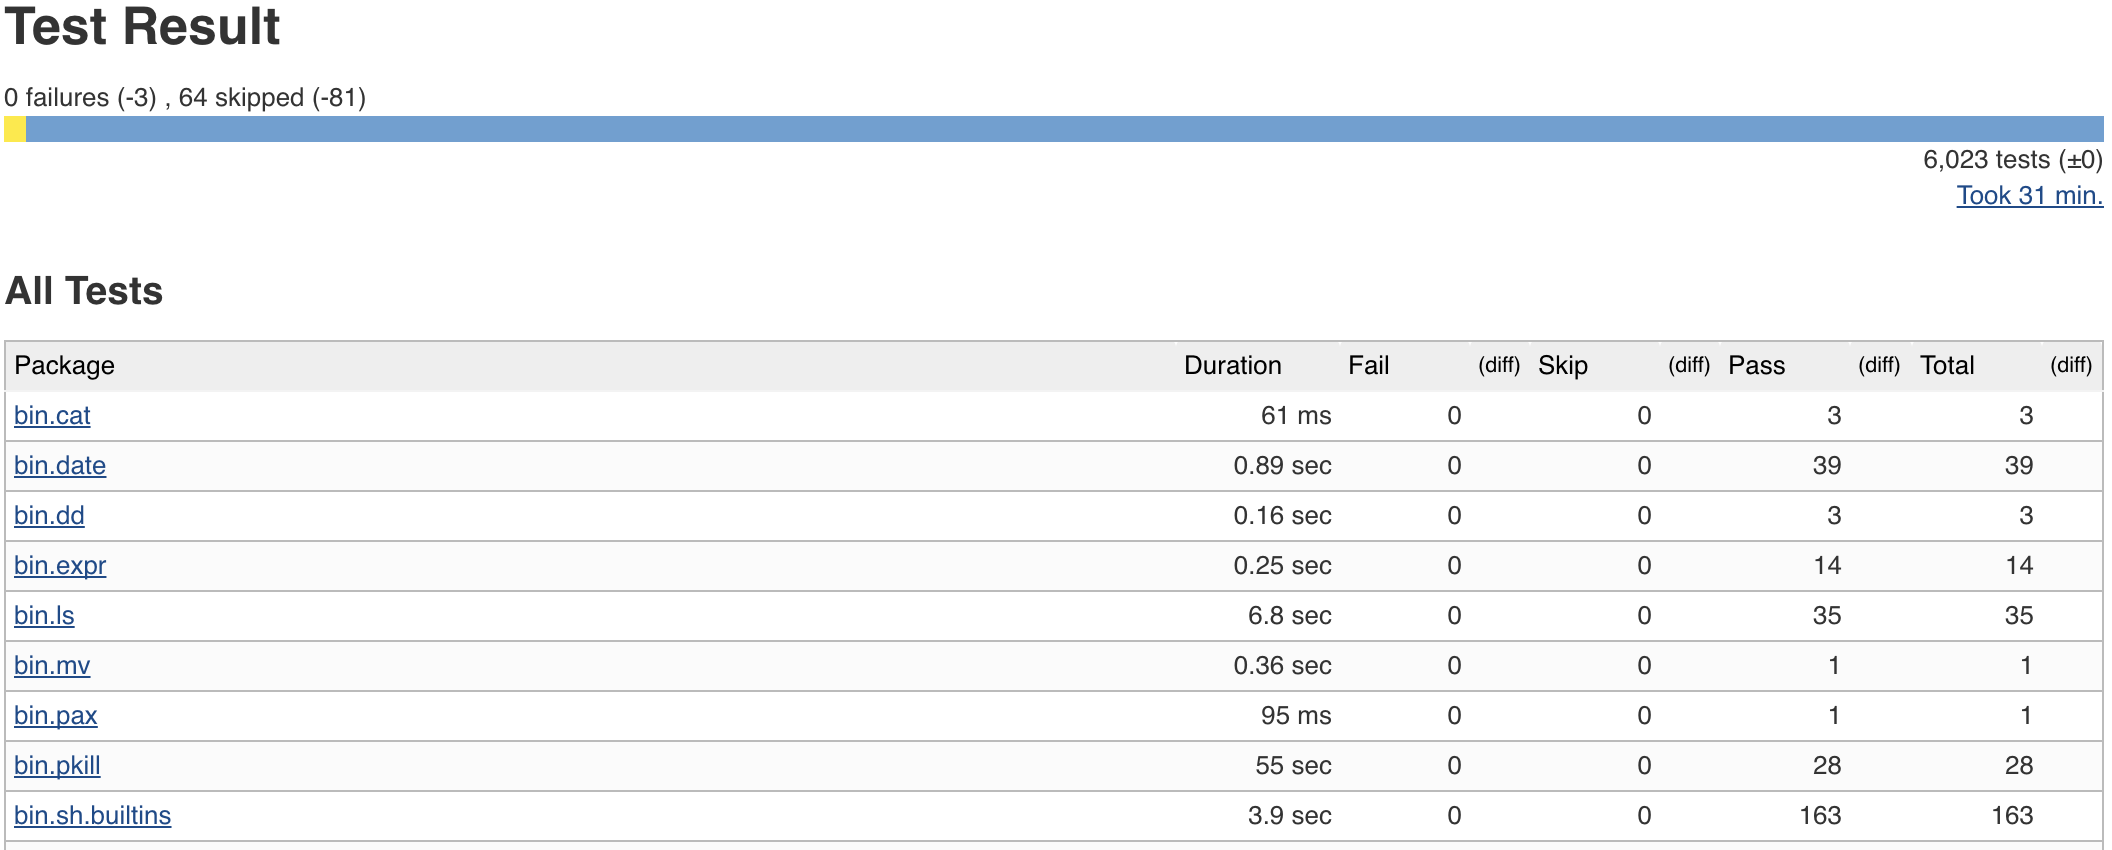 Test Result
0 failures (-3) , 64 skipped (-81)
6,023 tests (±0)
Took 31 min.
All Tests
Package Duration Fail (diff) Skip (diff) Pass (diff) Total (diff)
bin.cat 61 ms 0 0 3 3
bin.date 0.89 sec 0 0 39 39
bin.dd 0.16 sec 0 0 3 3
bin.expr 0.25 sec 0 0 14 14
bin.ls 6.8 sec 0 0 35 35
bin.mv 0.36 sec 0 0 1 1
bin.pax 95 ms 0 0 1 1
bin.pkill 55 sec 0 0 28 28
bin.sh.builtins 3.9 sec 0 0 163 163